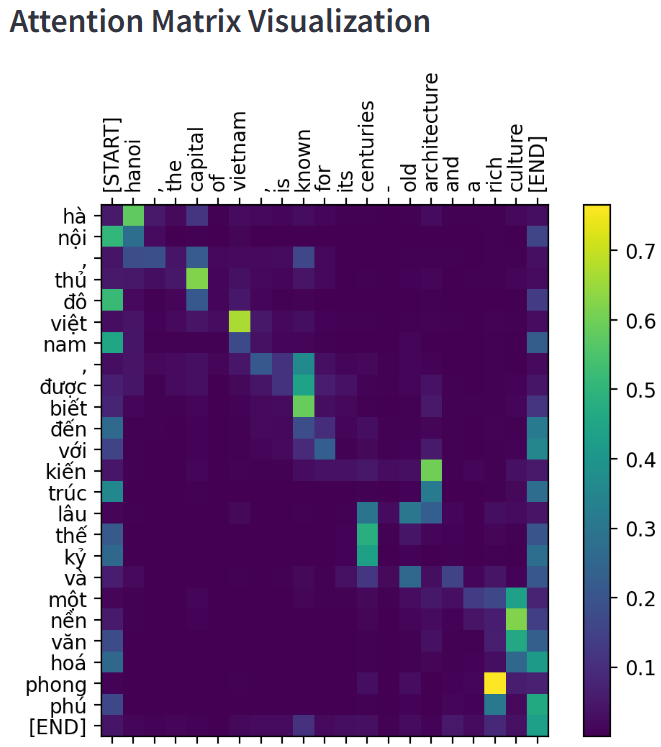 Attention Matrix Visualization
[START]
hanoi
,
the
capital
of
vietnam
,
is
known
for
its
centuries
-
old
architecture
and
a
rich
culture
[END]
hà
nội
,
thủ
đô
việt
nam
,
được
biết
đến
với
kiến
trúc
lâu
thế
kỷ
và
một
nền
văn
hoá
phong
phú
[END]
0.7
0.6
0.5
0.4
0.3
0.2
0.1